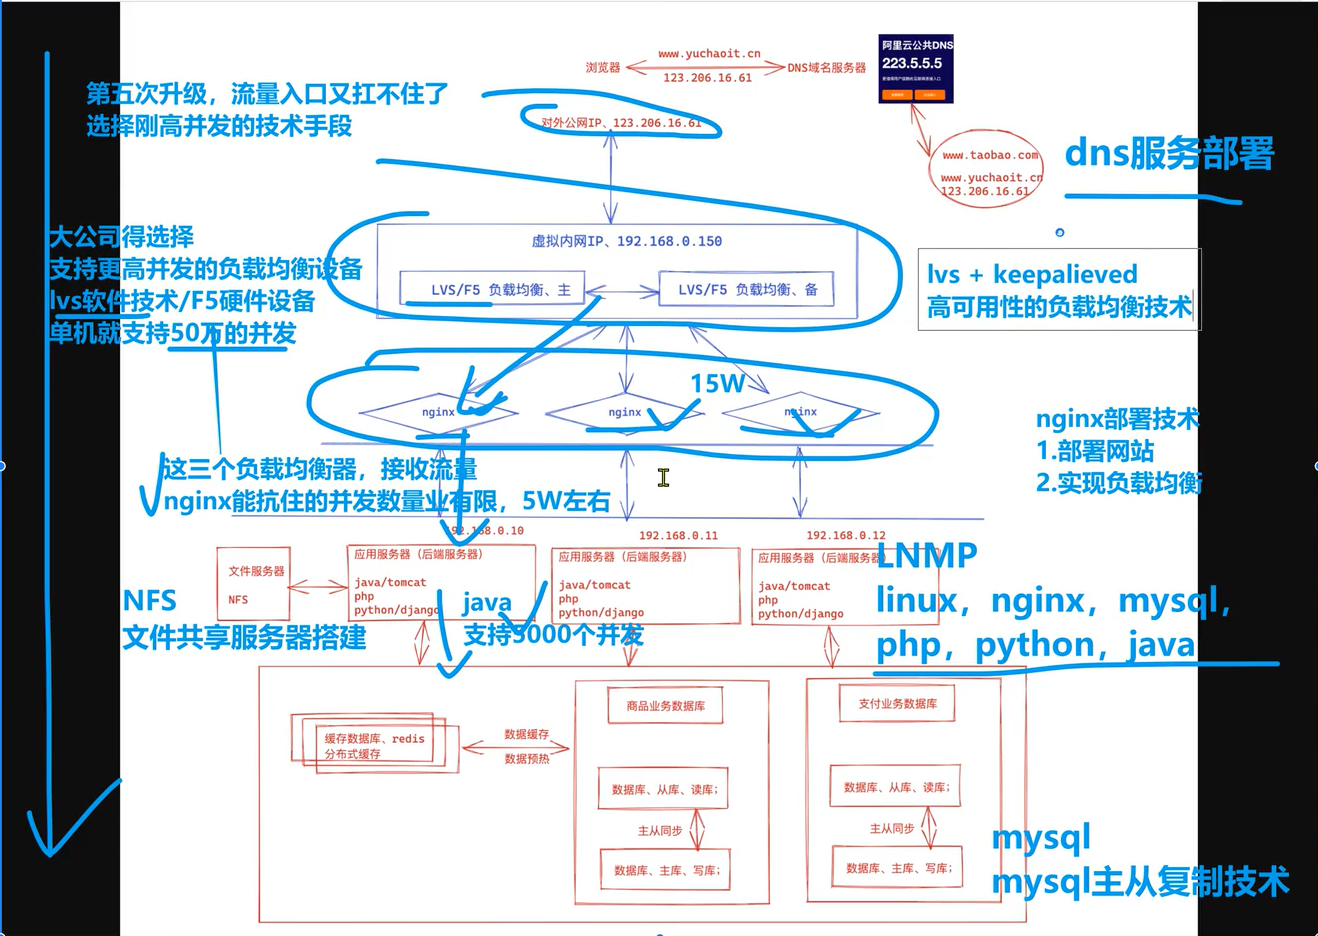 www.yuchaoit.cn
浏览器
DNS域名服务器
123.206.16.61
阿里云公共DNS
223.5.5.5
第五次升级，流量入口又扛不住了
选择刚高并发的技术手段
对外公网IP、123.206.16.61
www.taobao.com
www.yuchaoit.cn
123.206.16.61
dns服务部署
大公司得选择
支持更高并发的负载均衡设备
lvs软件技术/F5硬件设备
单机就支持50万的并发
虚拟内网IP、192.168.0.150
LVS/F5 负载均衡、主
LVS/F5 负载均衡、备
lvs + keepalieved
高可用性的负载均衡技术
15W
nginx
nginx
nginx
nginx部署技术
1.部署网站
2.实现负载均衡
这三个负载均衡器，接收流量
nginx能抗住的并发数量业有限，5W左右
192.168.0.10
192.168.0.11
192.168.0.12
文件服务器
NFS
应用服务器（后端服务器）
java/tomcat
php
python/django
应用服务器（后端服务器）
java/tomcat
php
python/django
应用服务器（后端服务器）
java/tomcat
php
python/django
NFS
文件共享服务器搭建
java
支持5000个并发
LNMP
linux，nginx，mysql，
php，python，java
缓存数据库、redis
分布式缓存
数据缓存
数据预热
商品业务数据库
数据库、从库、读库；
主从同步
数据库、主库、写库；
支付业务数据库
数据库、从库、读库；
主从同步
数据库、主库、写库；
mysql
mysql主从复制技术